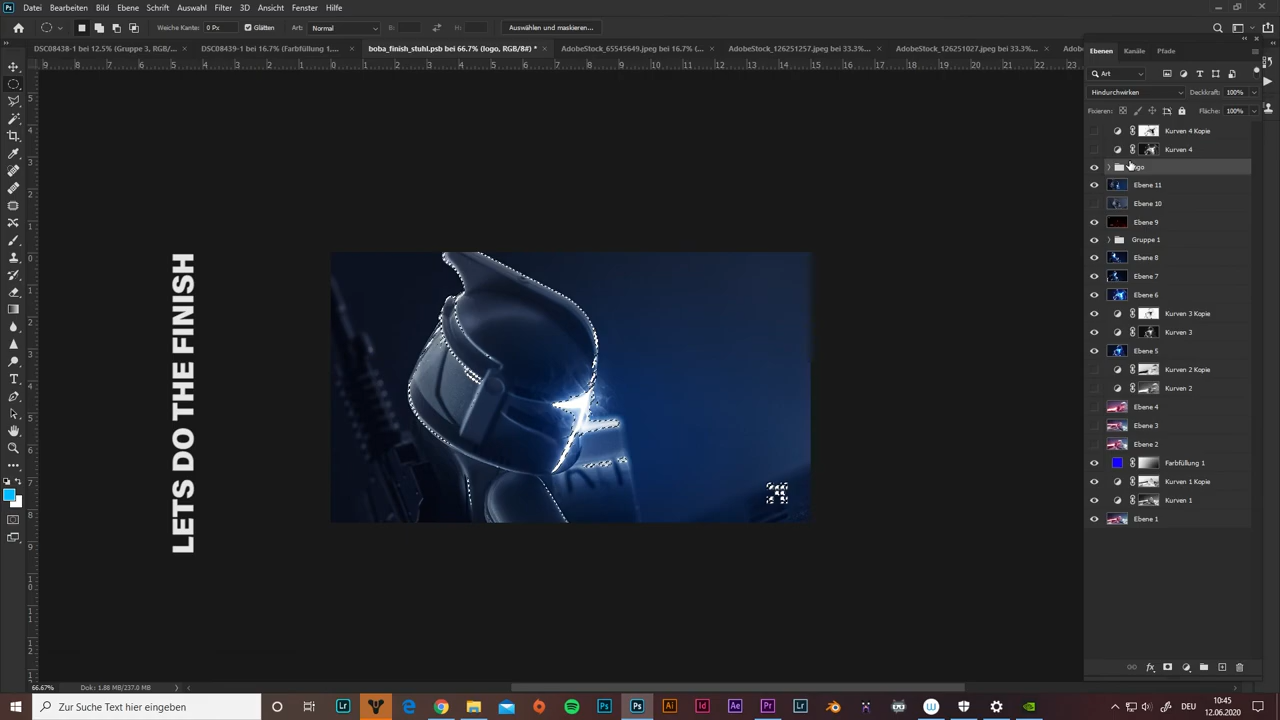 Datei Bearbeiten Bild Ebene Schrift Auswahl Filter 3D Ansicht Fenster Hilfe
Weiche Kante: 0 Px Glätten Art: Normal B: H: Auswählen und maskieren...
DSC08438-1 bei 12.5% (Gruppe 3, RGB/8) * DSC08439-1 bei 16.7% (Farbfüllung 1, boba_finish_stuhl.psb bei 66.7% (logo, RGB/8#) * AdobeStock_65545649.jpeg bei 16.7% ( AdobeStock_126251257.jpeg bei 33.3% AdobeStock_126251027.jpeg bei 33.3%
Ebenen Kanäle Pfade
Art
Hindurchwirken Deckkraft: 100%
Fixieren: Fläche: 100%
Kurven 4 Kopie
Kurven 4
logo
Ebene 11
Ebene 10
Ebene 9
Gruppe 1
Ebene 8
Ebene 7
Ebene 6
Kurven 3 Kopie
Kurven 3
Ebene 5
Kurven 2 Kopie
Kurven 2
Ebene 4
Ebene 3
Ebene 2
Farbfüllung 1
Kurven 1 Kopie
Kurven 1
Ebene 1
LETS DO THE FINISH
66.67% Dok: 1.88 MB/237.0 MB
Zur Suche Text hier eingeben
DEU
10:45
12.06.2020